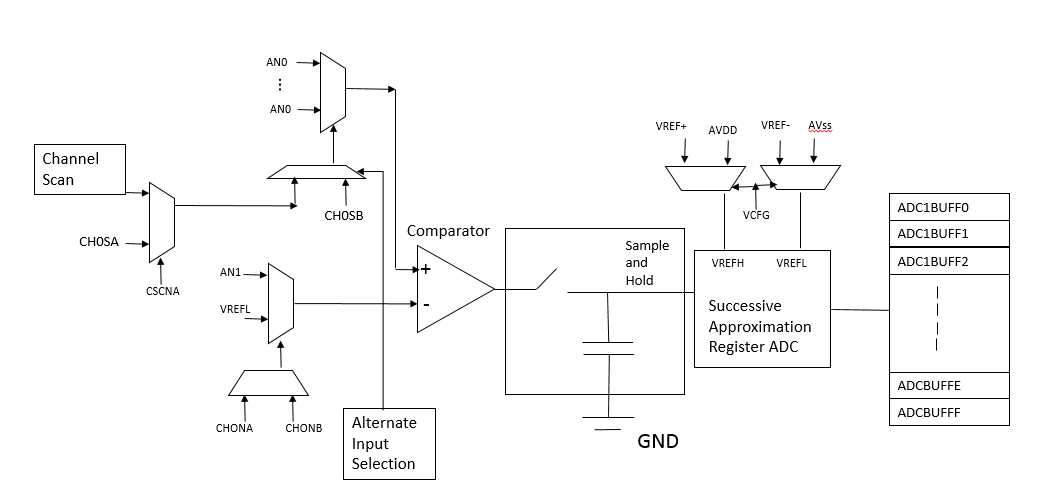 AN0
AN0
Channel
Scan
CH0SA
CSCNA
CH0SB
AN1
VREFL
CHONA
CHONB
Alternate
Input
Selection
Comparator
+
-
Sample
and
Hold
GND
VREF+
AVDD
VREF-
AVss
VCFG
VREFH
VREFL
Successive
Approximation
Register ADC
ADC1BUFF0
ADC1BUFF1
ADC1BUFF2
ADCBUFFE
ADCBUFFF